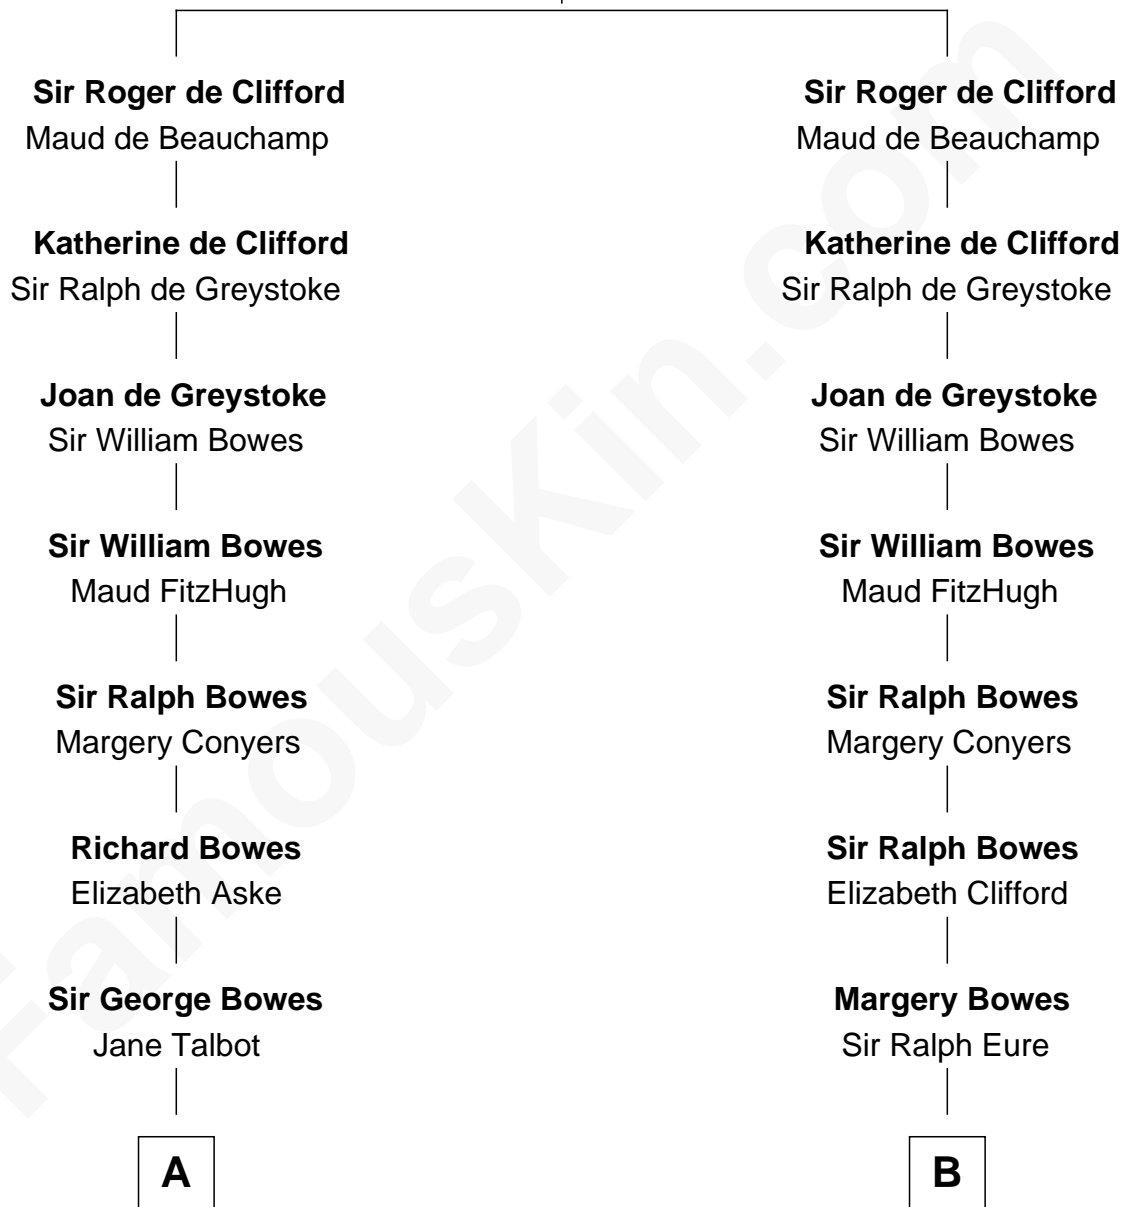 Sir Roger de Clifford
Maud de Beauchamp
Katherine de Clifford
Sir Ralph de Greystoke
Joan de Greystoke
Sir William Bowes
Sir William Bowes
Maud FitzHugh
Sir Ralph Bowes
Margery Conyers
Richard Bowes
Elizabeth Aske
Sir George Bowes
Jane Talbot
A
Sir Roger de Clifford
Maud de Beauchamp
Katherine de Clifford
Sir Ralph de Greystoke
Joan de Greystoke
Sir William Bowes
Sir William Bowes
Maud FitzHugh
Sir Ralph Bowes
Margery Conyers
Sir Ralph Bowes
Elizabeth Clifford
Margery Bowes
Sir Ralph Eure
B
FamousKin.com